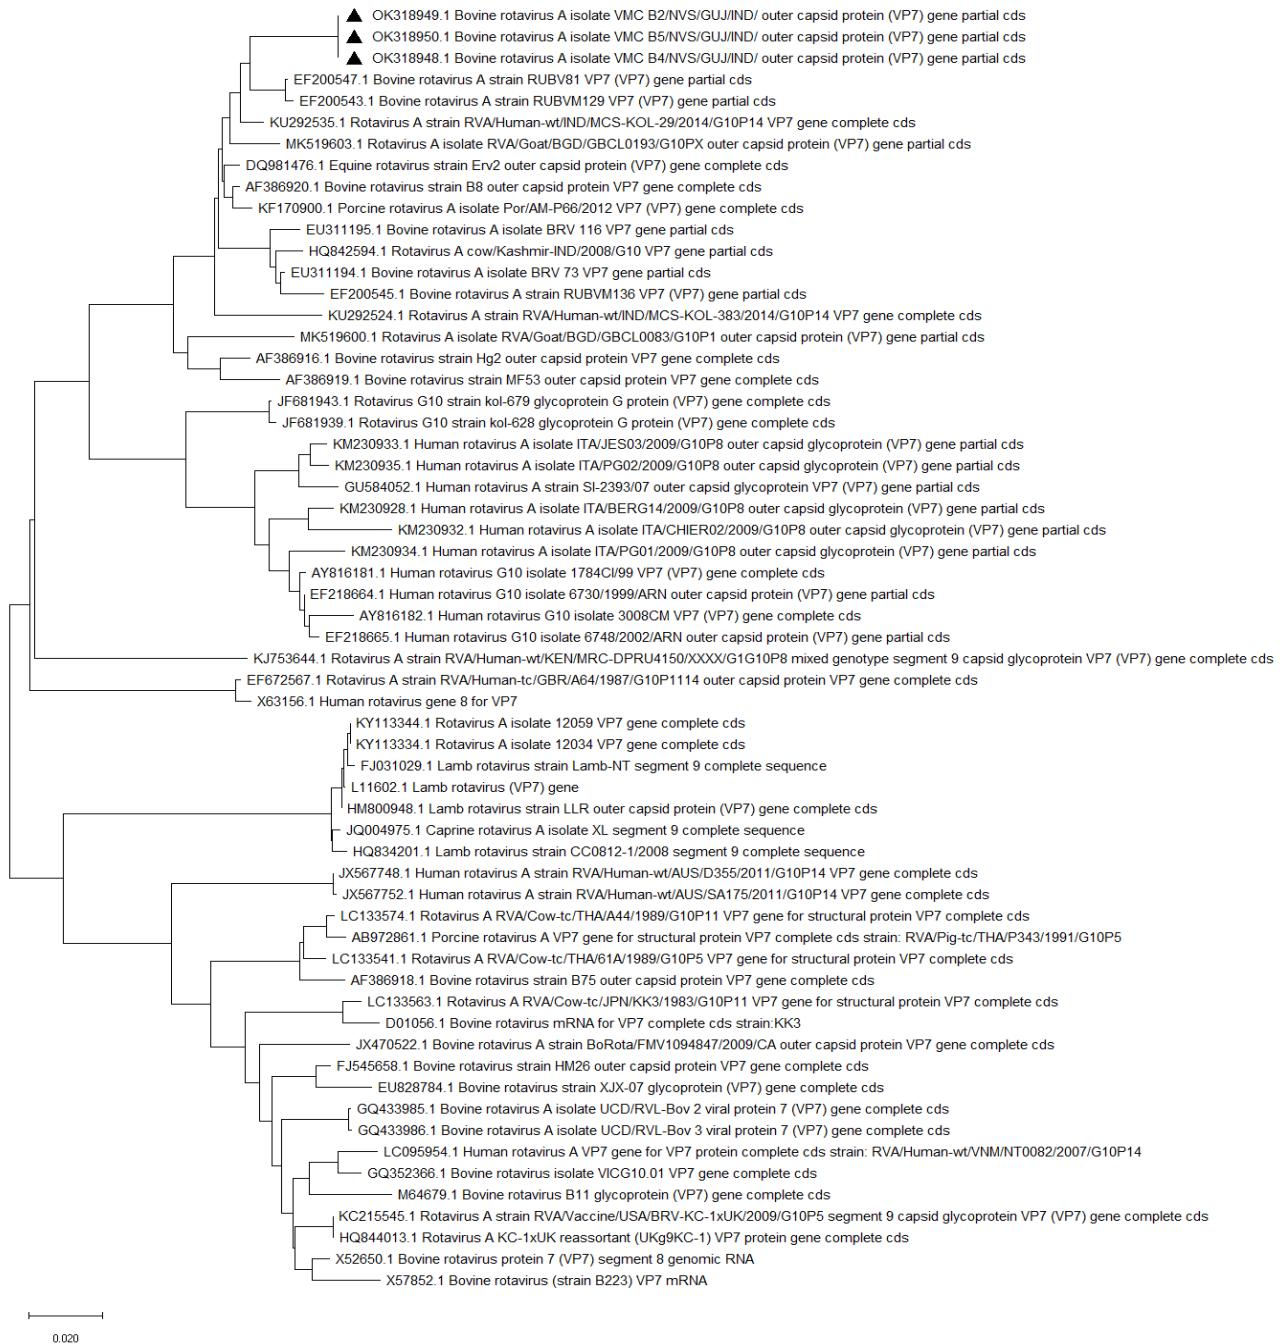 OK318949.1 Bovine rotavirus A isolate VMC B2/NVS/GUJ/IND/ outer capsid protein (VP7) gene partial cds
OK318950.1 Bovine rotavirus A isolate VMC B5/NVS/GUJ/IND/ outer capsid protein (VP7) gene partial cds
OK318948.1 Bovine rotavirus A isolate VMC B4/NVS/GUJ/IND/ outer capsid protein (VP7) gene partial cds
EF200547.1 Bovine rotavirus A strain RUBV81 VP7 (VP7) gene partial cds
EF200543.1 Bovine rotavirus A strain RUBVM129 VP7 (VP7) gene partial cds
KU292535.1 Rotavirus A strain RVA/Human-wt/IND/MCS-KOL-29/2014/G10P14 VP7 gene complete cds
MK519603.1 Rotavirus A isolate RVA/Goat/BGD/GBCL0193/G10PX outer capsid protein (VP7) gene partial cds
DQ981476.1 Equine rotavirus strain Erv2 outer capsid protein (VP7) gene complete cds
AF386920.1 Bovine rotavirus strain B8 outer capsid protein VP7 gene complete cds
KF170900.1 Porcine rotavirus A isolate Por/AM-P66/2012 VP7 (VP7) gene complete cds
EU311195.1 Bovine rotavirus A isolate BRV 116 VP7 gene partial cds
HQ842594.1 Rotavirus A cow/Kashmir-IND/2008/G10 VP7 gene partial cds
EU311194.1 Bovine rotavirus A isolate BRV 73 VP7 gene partial cds
EF200545.1 Bovine rotavirus A strain RUBVM136 VP7 (VP7) gene partial cds
KU292524.1 Rotavirus A strain RVA/Human-wt/IND/MCS-KOL-383/2014/G10P14 VP7 gene complete cds
MK519600.1 Rotavirus A isolate RVA/Goat/BGD/GBCL0083/G10P1 outer capsid protein (VP7) gene partial cds
AF386916.1 Bovine rotavirus strain Hg2 outer capsid protein VP7 gene complete cds
AF386919.1 Bovine rotavirus strain MF53 outer capsid protein VP7 gene complete cds
JF681943.1 Rotavirus G10 strain kol-679 glycoprotein G protein (VP7) gene complete cds
JF681939.1 Rotavirus G10 strain kol-628 glycoprotein G protein (VP7) gene complete cds
KM230933.1 Human rotavirus A isolate ITA/JES03/2009/G10P8 outer capsid glycoprotein (VP7) gene partial cds
KM230935.1 Human rotavirus A isolate ITA/PG02/2009/G10P8 outer capsid glycoprotein (VP7) gene partial cds
GU584052.1 Human rotavirus A strain SI-2393/07 outer capsid glycoprotein VP7 (VP7) gene partial cds
KM230928.1 Human rotavirus A isolate ITA/BERG14/2009/G10P8 outer capsid glycoprotein (VP7) gene partial cds
KM230932.1 Human rotavirus A isolate ITA/CHIER02/2009/G10P8 outer capsid glycoprotein (VP7) gene partial cds
KM230934.1 Human rotavirus A isolate ITA/PG01/2009/G10P8 outer capsid glycoprotein (VP7) gene partial cds
AY816181.1 Human rotavirus G10 isolate 1784CI/99 VP7 (VP7) gene complete cds
EF218664.1 Human rotavirus G10 isolate 6730/1999/ARN outer capsid protein (VP7) gene partial cds
AY816182.1 Human rotavirus G10 isolate 3008CM VP7 (VP7) gene complete cds
EF218665.1 Human rotavirus G10 isolate 6748/2002/ARN outer capsid protein (VP7) gene partial cds
KJ753644.1 Rotavirus A strain RVA/Human-wt/KEN/MRC-DPRU4150/XXXX/G1G10P8 mixed genotype segment 9 capsid glycoprotein VP7 (VP7) gene complete cds
EF672567.1 Rotavirus A strain RVA/Human-tc/GBR/A64/1987/G10P1114 outer capsid protein VP7 gene complete cds
X63156.1 Human rotavirus gene 8 for VP7
KY113344.1 Rotavirus A isolate 12059 VP7 gene complete cds
KY113334.1 Rotavirus A isolate 12034 VP7 gene complete cds
FJ031029.1 Lamb rotavirus strain Lamb-NT segment 9 complete sequence
L11602.1 Lamb rotavirus (VP7) gene
HM800948.1 Lamb rotavirus strain LLR outer capsid protein (VP7) gene complete cds
JQ004975.1 Caprine rotavirus A isolate XL segment 9 complete sequence
HQ834201.1 Lamb rotavirus strain CC0812-1/2008 segment 9 complete sequence
JX567748.1 Human rotavirus A strain RVA/Human-wt/AUS/D355/2011/G10P14 VP7 gene complete cds
JX567752.1 Human rotavirus A strain RVA/Human-wt/AUS/SA175/2011/G10P14 VP7 gene complete cds
LC133574.1 Rotavirus A RVA/Cow-tc/THA/A44/1989/G10P11 VP7 gene for structural protein VP7 complete cds
AB972861.1 Porcine rotavirus A VP7 gene for structural protein VP7 complete cds strain: RVA/Pig-tc/THA/P343/1991/G10P5
LC133541.1 Rotavirus A RVA/Cow-tc/THA/61A/1989/G10P5 VP7 gene for structural protein VP7 complete cds
AF386918.1 Bovine rotavirus strain B75 outer capsid protein VP7 gene complete cds
LC133563.1 Rotavirus A RVA/Cow-tc/JPN/KK3/1983/G10P11 VP7 gene for structural protein VP7 complete cds
D01056.1 Bovine rotavirus mRNA for VP7 complete cds strain:KK3
JX470522.1 Bovine rotavirus A strain BoRota/FMV1094847/2009/CA outer capsid protein VP7 gene complete cds
FJ545658.1 Bovine rotavirus strain HM26 outer capsid protein VP7 gene complete cds
EU828784.1 Bovine rotavirus strain XJX-07 glycoprotein (VP7) gene complete cds
GQ433985.1 Bovine rotavirus A isolate UCD/RVL-Bov 2 viral protein 7 (VP7) gene complete cds
GQ433986.1 Bovine rotavirus A isolate UCD/RVL-Bov 3 viral protein 7 (VP7) gene complete cds
LC095954.1 Human rotavirus A VP7 gene for VP7 protein complete cds strain: RVA/Human-wt/VNM/NT0082/2007/G10P14
GQ352366.1 Bovine rotavirus isolate VICG10.01 VP7 gene complete cds
M64679.1 Bovine rotavirus B11 glycoprotein (VP7) gene complete cds
KC215545.1 Rotavirus A strain RVA/Vaccine/USA/BRV-KC-1xUK/2009/G10P5 segment 9 capsid glycoprotein VP7 (VP7) gene complete cds
HQ844013.1 Rotavirus A KC-1xUK reassortant (UKg9KC-1) VP7 protein gene complete cds
X52650.1 Bovine rotavirus protein 7 (VP7) segment 8 genomic RNA
X57852.1 Bovine rotavirus (strain B223) VP7 mRNA
0.020